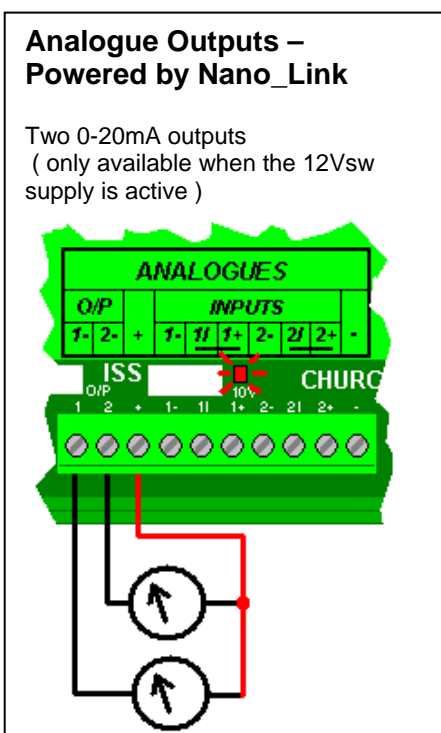 Analogue Outputs –
Powered by Nano_Link
Two 0-20mA outputs
( only available when the 12Vsw
supply is active )
ANALOGUES
O/P INPUTS
1- 2- + 1- 1I 1+ 2- 2I 2+ -
ISS CHURC
O/P 10V
1 2 + 1- 1I 1+ 2- 2I 2+ -